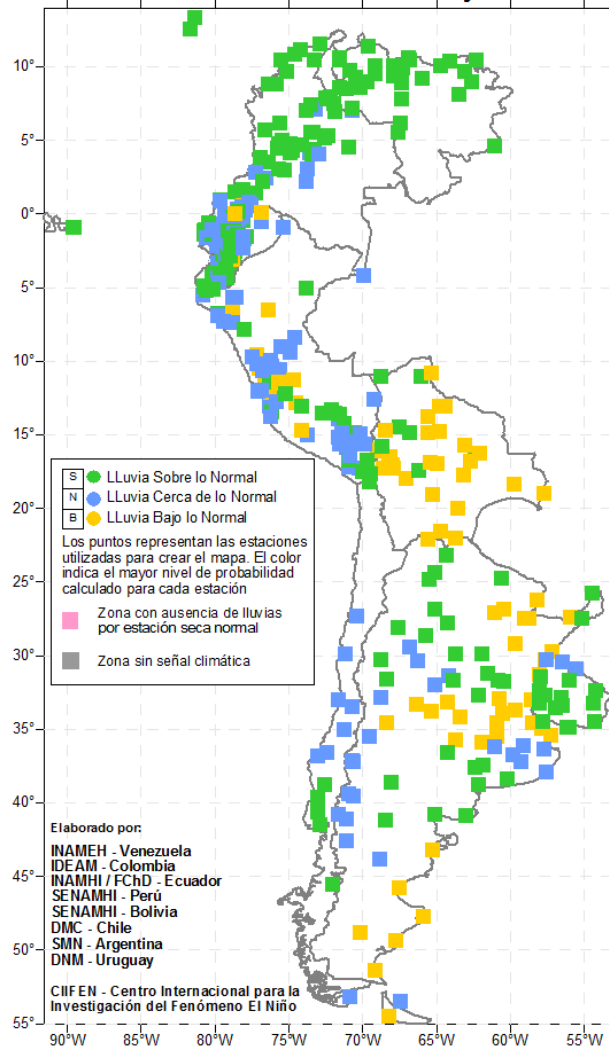 10°
5°
0°
5°
10°
15°
S LLuvia Sobre lo Normal
N LLuvia Cerca de lo Normal
B LLuvia Bajo lo Normal
Los puntos representan las estaciones
utilizadas para crear el mapa. El color
indica el mayor nivel de probabilidad
calculado para cada estación
Zona con ausencia de lluvias
por estación seca normal
Zona sin señal climática
20°
25°
30°
35°
40°
45°
50°
55°
Elaborado por:
INAMEH - Venezuela
IDEAM - Colombia
INAMHI / FChD - Ecuador
SENAMHI - Perú
SENAMHI - Bolivia
DMC - Chile
SMN - Argentina
DNM - Uruguay
CIIFEN - Centro Internacional para la
Investigación del Fenómeno El Niño
90°W 85°W 80°W 75°W 70°W 65°W 60°W 55°W